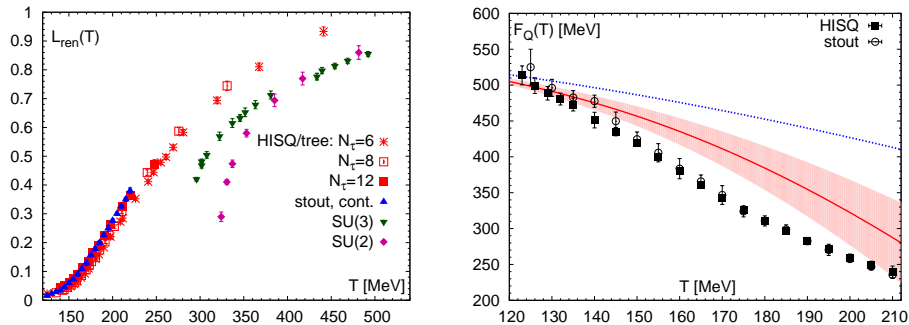 L_ren(T)
1
0.9
0.8
0.7
0.6
0.5
0.4
0.3
0.2
0.1
0
HISQ/tree: N_τ=6
N_τ=8
N_τ=12
stout, cont.
SU(3)
SU(2)
T [MeV]
150 200 250 300 350 400 450 500
F_Q(T) [MeV]
HISQ
stout
600
550
500
450
400
350
300
250
200
T [MeV]
120 130 140 150 160 170 180 190 200 210